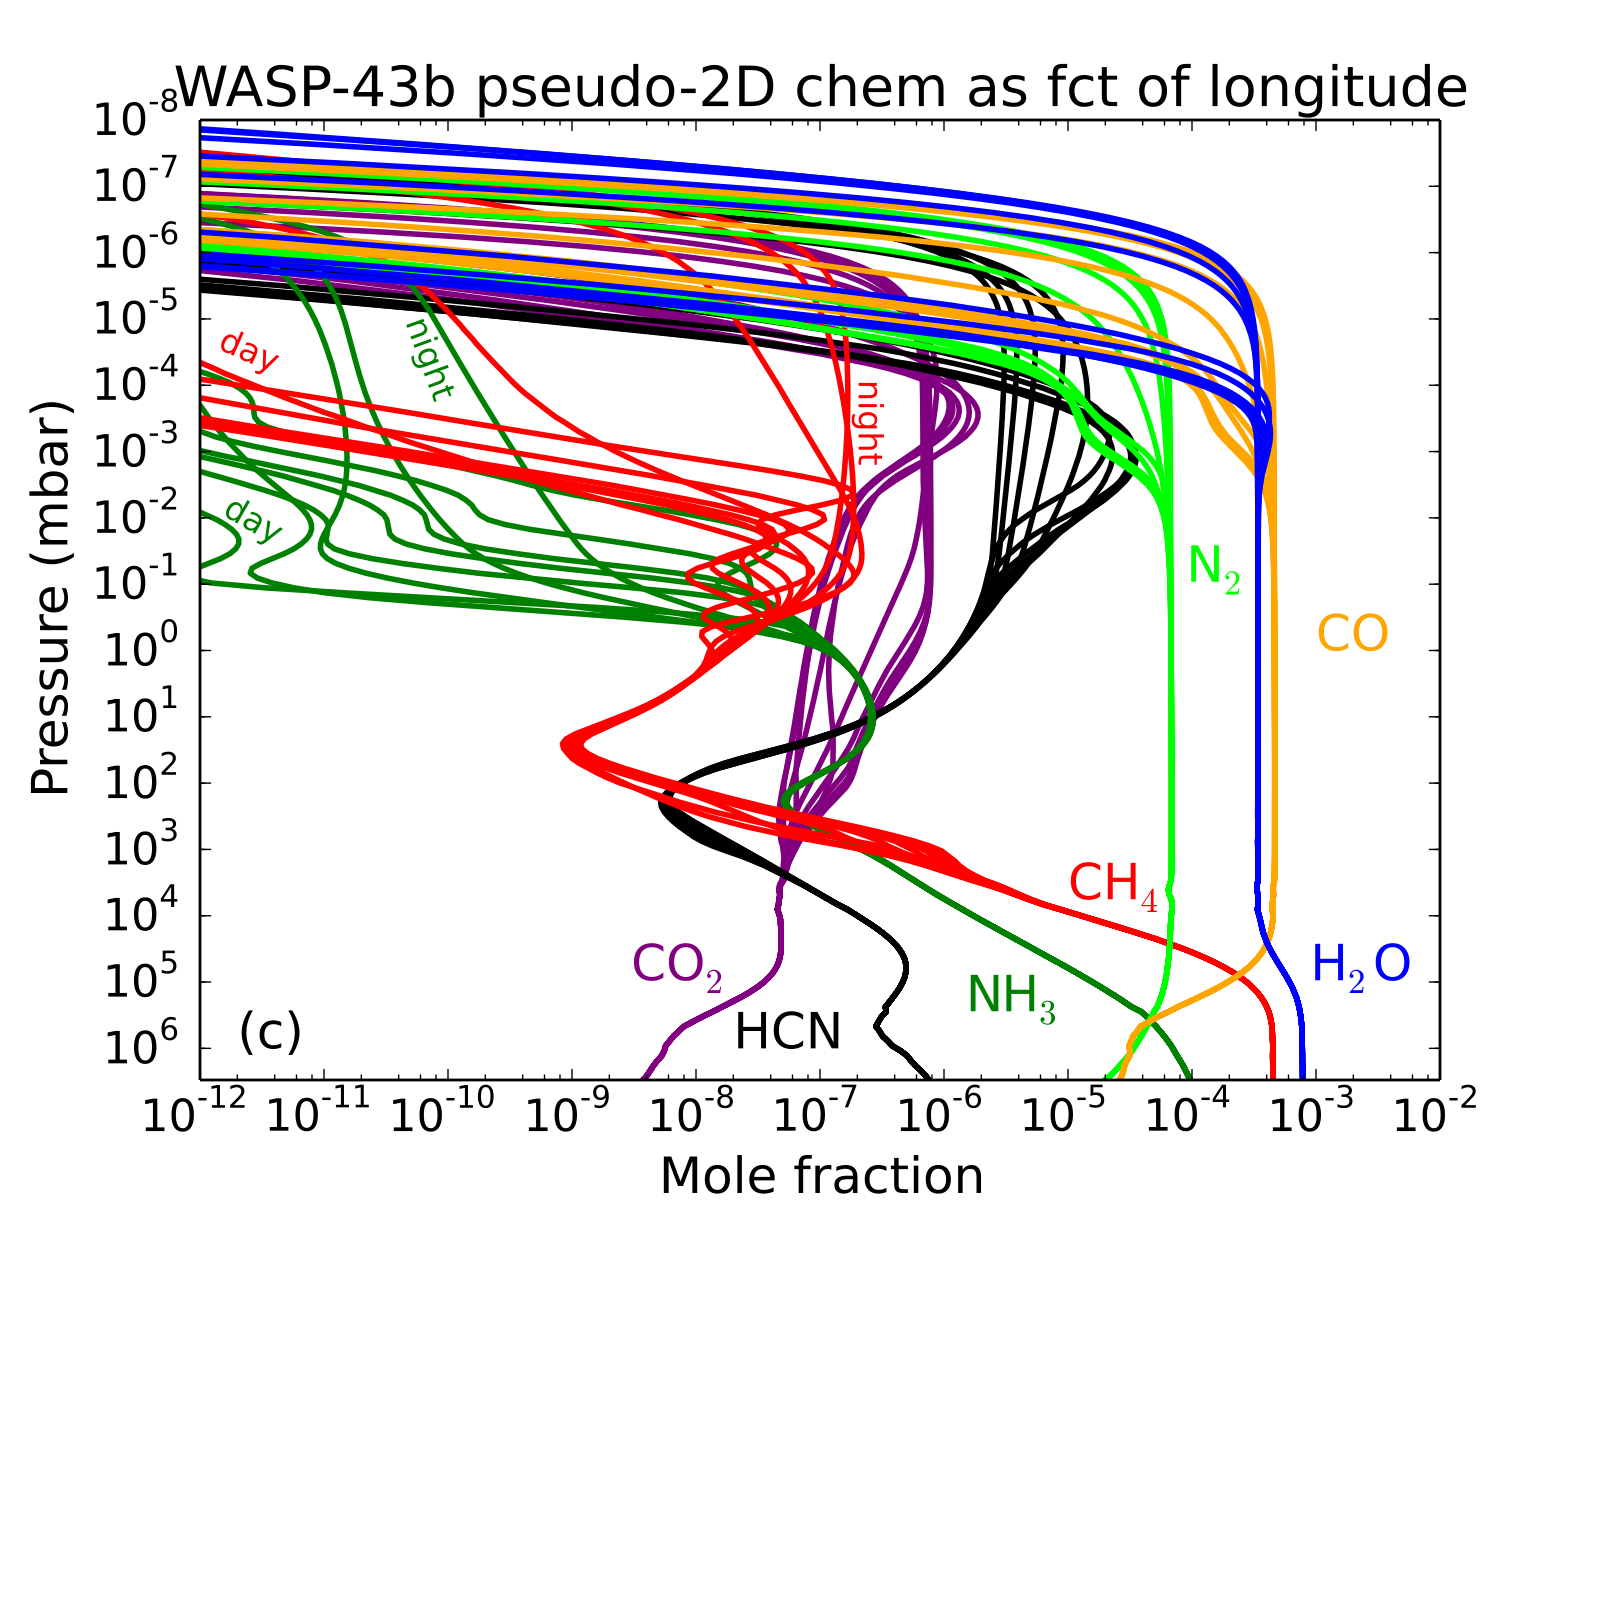 WASP-43b pseudo-2D chem as fct of longitude
10^-8
10^-7
10^-6
10^-5
10^-4
10^-3
10^-2
10^-1
10^0
10^1
10^2
10^3
10^4
10^5
10^6
Pressure (mbar)
day
night
night
day
N₂
CO
CH₄
CO₂
NH₃
H₂O
HCN
(c)
10^-12 10^-11 10^-10 10^-9 10^-8 10^-7 10^-6 10^-5 10^-4 10^-3 10^-2
Mole fraction